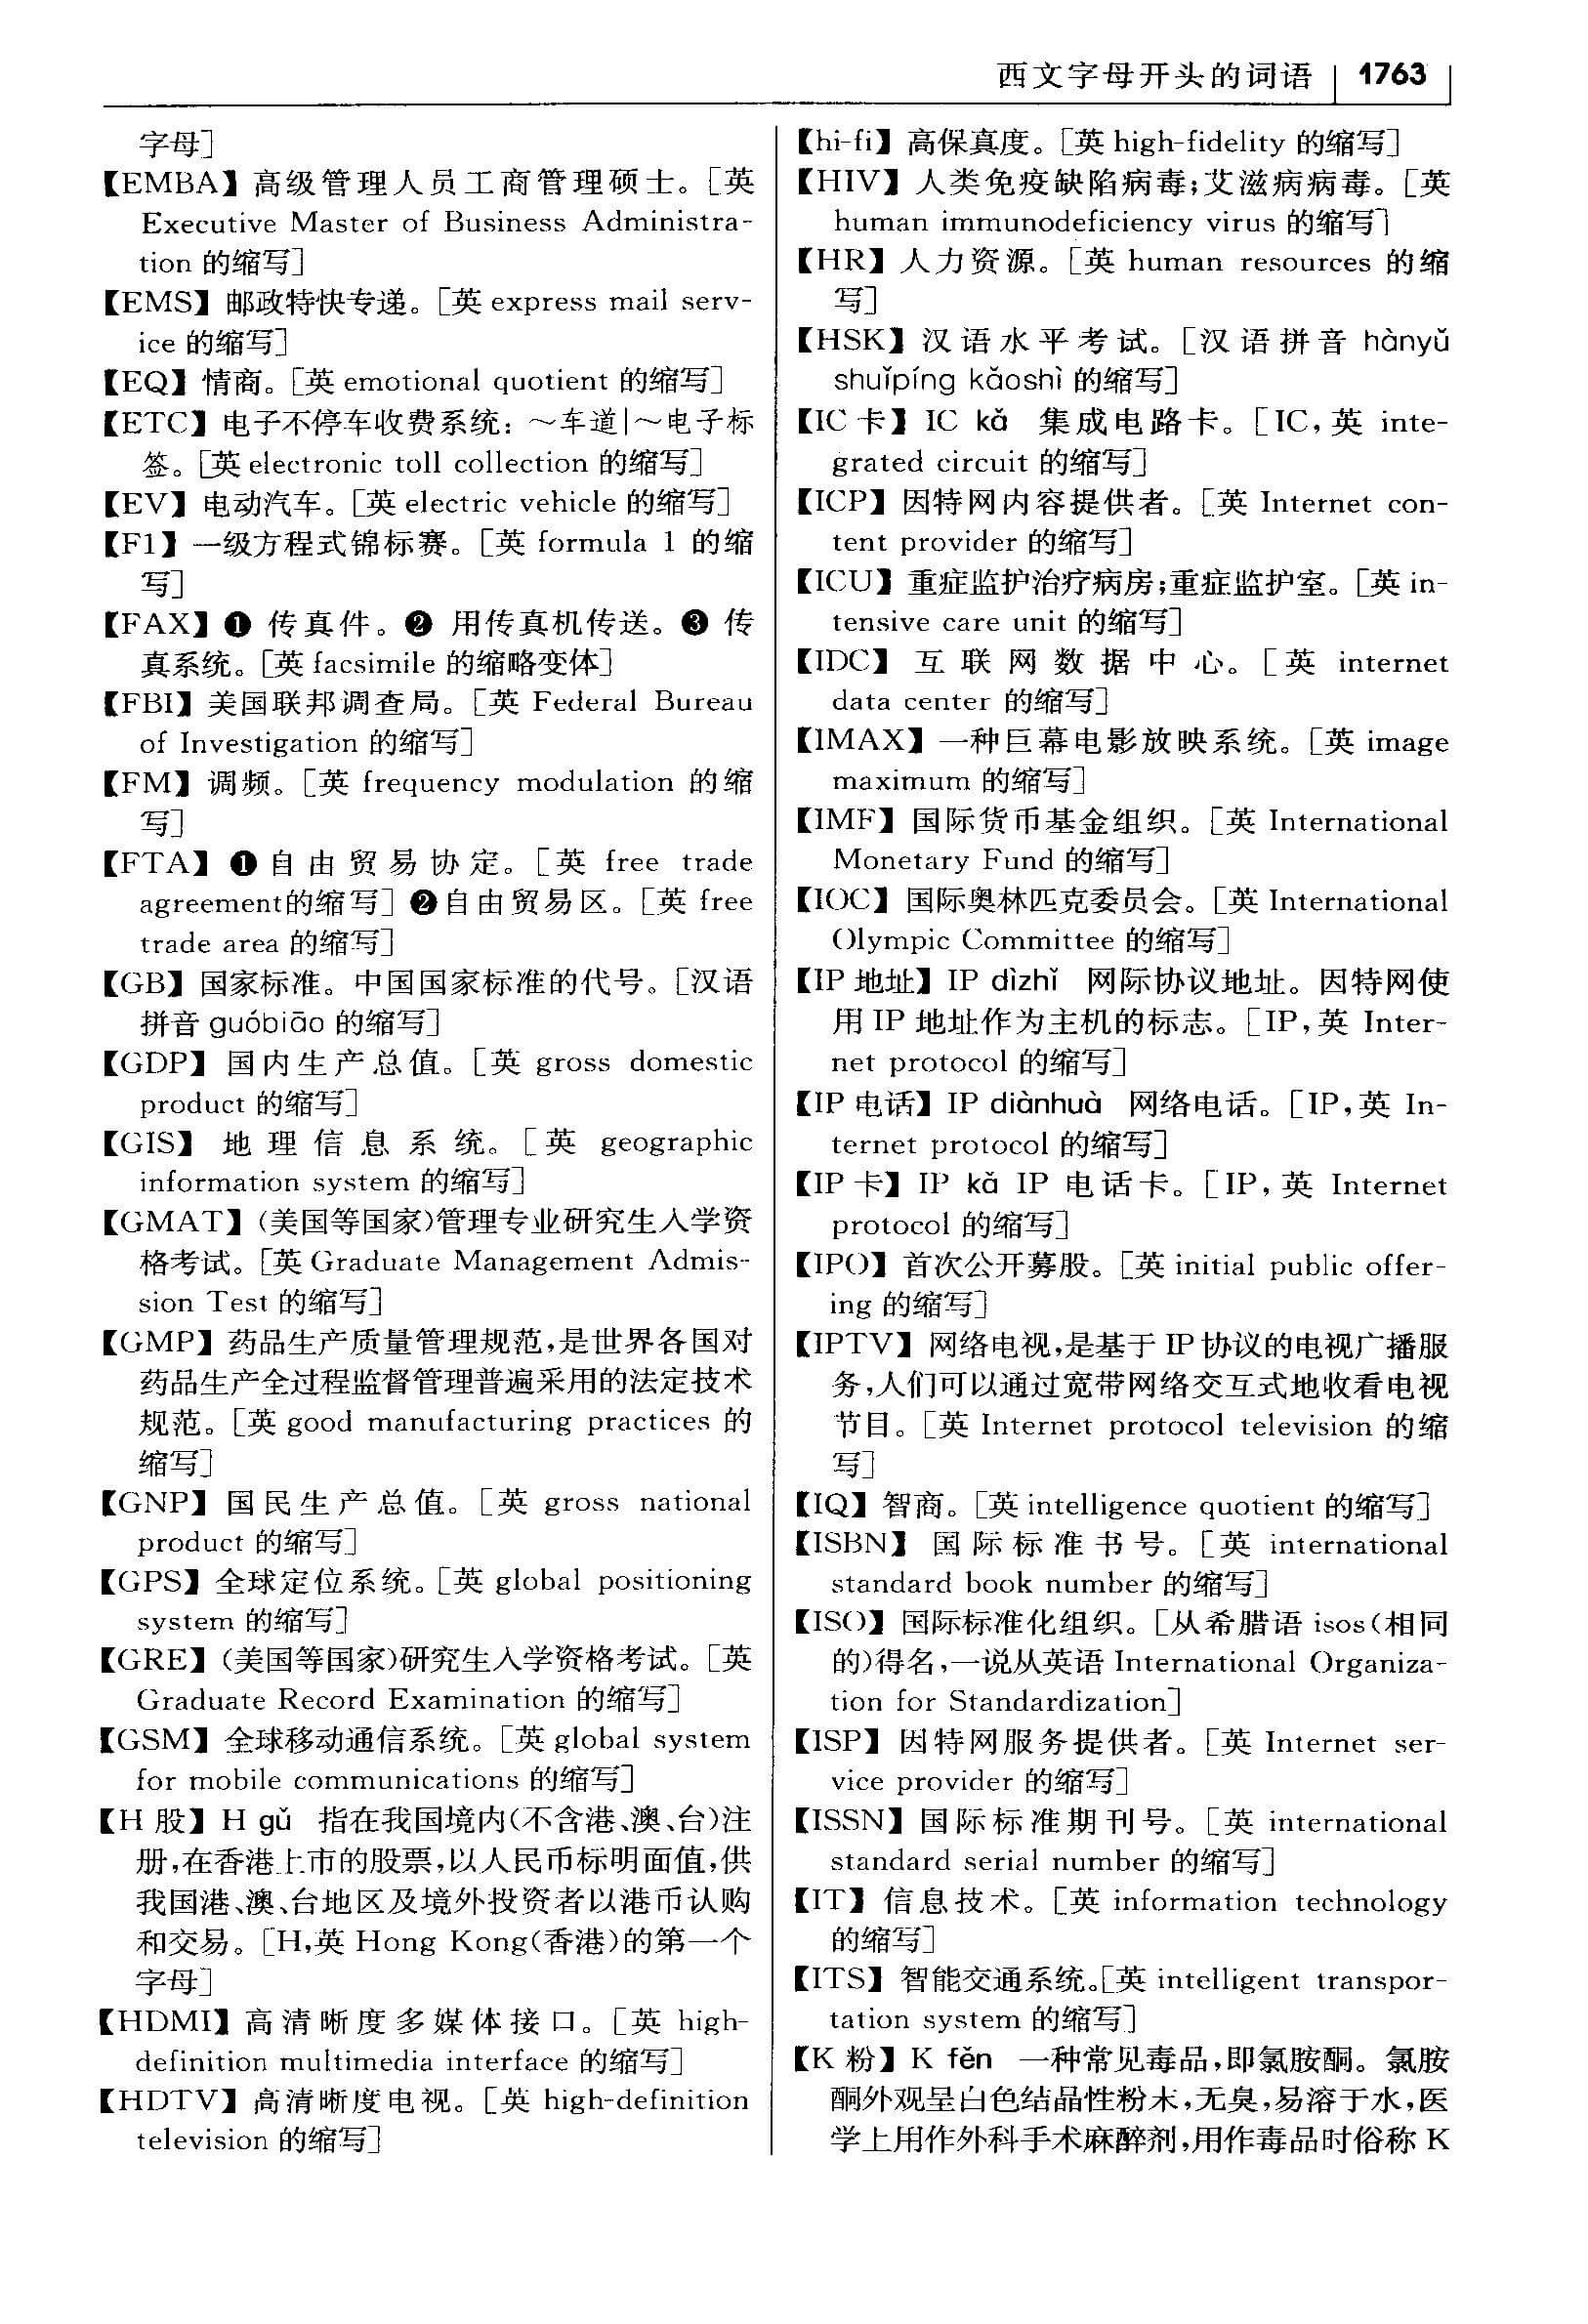 西文字母开头的词语 1763
字母]
【EMBA】高级管理人员工商管理硕士。[英
Executive Master of Business Administra-
tion 的缩写]
【EMS】邮政特快专递。[英 express mail serv-
ice 的缩写]
【EQ】情商。[英 emotional quotient 的缩写]
【ETC】电子不停车收费系统：～车道|～电子标
签。[英 electronic toll collection 的缩写]
【EV】电动汽车。[英 electric vehicle 的缩写]
【F1】一级方程式锦标赛。[英 formula 1 的缩
写]
【FAX】❶ 传真件。❷ 用传真机传送。❸ 传
真系统。[英 facsimile 的缩略变体]
【FBI】美国联邦调查局。[英 Federal Bureau
of Investigation 的缩写]
【FM】调频。[英 frequency modulation 的缩
写]
【FTA】❶自由贸易协定。[英 free trade
agreement的缩写] ❷自由贸易区。[英 free
trade area 的缩写]
【GB】国家标准。中国国家标准的代号。[汉语
拼音 guóbiāo 的缩写]
【GDP】国内生产总值。[英 gross domestic
product 的缩写]
【GIS】地理信息系统。[英 geographic
information system 的缩写]
【GMAT】(美国等国家)管理专业研究生入学资
格考试。[英 Graduate Management Admis-
sion Test 的缩写]
【GMP】药品生产质量管理规范,是世界各国对
药品生产全过程监督管理普遍采用的法定技术
规范。[英 good manufacturing practices 的
缩写]
【GNP】国民生产总值。[英 gross national
product 的缩写]
【GPS】全球定位系统。[英 global positioning
system 的缩写]
【GRE】(美国等国家)研究生入学资格考试。[英
Graduate Record Examination 的缩写]
【GSM】全球移动通信系统。[英 global system
for mobile communications 的缩写]
【H 股】H gǔ 指在我国境内(不含港、澳、台)注
册,在香港上市的股票,以人民币标明面值,供
我国港、澳、台地区及境外投资者以港币认购
和交易。[H,英 Hong Kong(香港)的第一个
字母]
【HDMI】高清晰度多媒体接口。[英 high-
definition multimedia interface 的缩写]
【HDTV】高清晰度电视。[英 high-definition
television 的缩写]
【hi-fi】高保真度。[英 high-fidelity 的缩写]
【HIV】人类免疫缺陷病毒;艾滋病病毒。[英
human immunodeficiency virus 的缩写]
【HR】人力资源。[英 human resources 的缩
写]
【HSK】汉语水平考试。[汉语拼音 hànyǔ
shuǐpíng kǎoshì 的缩写]
【IC 卡】IC kǎ 集成电路卡。[IC,英 inte-
grated circuit 的缩写]
【ICP】因特网内容提供者。[英 Internet con-
tent provider 的缩写]
【ICU】重症监护治疗病房;重症监护室。[英 in-
tensive care unit 的缩写]
【IDC】互联网数据中心。[英 internet
data center 的缩写]
【IMAX】一种巨幕电影放映系统。[英 image
maximum 的缩写]
【IMF】国际货币基金组织。[英 International
Monetary Fund 的缩写]
【IOC】国际奥林匹克委员会。[英 International
Olympic Committee 的缩写]
【IP 地址】IP dìzhǐ 网际协议地址。因特网使
用 IP 地址作为主机的标志。[IP,英 Inter-
net protocol 的缩写]
【IP 电话】IP diànhuà 网络电话。[IP,英 In-
ternet protocol 的缩写]
【IP 卡】IP kǎ IP 电话卡。[IP,英 Internet
protocol 的缩写]
【IPO】首次公开募股。[英 initial public offer-
ing 的缩写]
【IPTV】网络电视,是基于 IP 协议的电视广播服
务,人们可以通过宽带网络交互式地收看电视
节目。[英 Internet protocol television 的缩
写]
【IQ】智商。[英 intelligence quotient 的缩写]
【ISBN】国际标准书号。[英 international
standard book number 的缩写]
【ISO】国际标准化组织。[从希腊语 isos(相同
的)得名,一说从英语 International Organiza-
tion for Standardization]
【ISP】因特网服务提供者。[英 Internet ser-
vice provider 的缩写]
【ISSN】国际标准期刊号。[英 international
standard serial number 的缩写]
【IT】信息技术。[英 information technology
的缩写]
【ITS】智能交通系统。[英 intelligent transpor-
tation system 的缩写]
【K 粉】K fěn 一种常见毒品,即氯胺酮。氯胺
酮外观呈白色结晶性粉末,无臭,易溶于水,医
学上用作外科手术麻醉剂,用作毒品时俗称 K